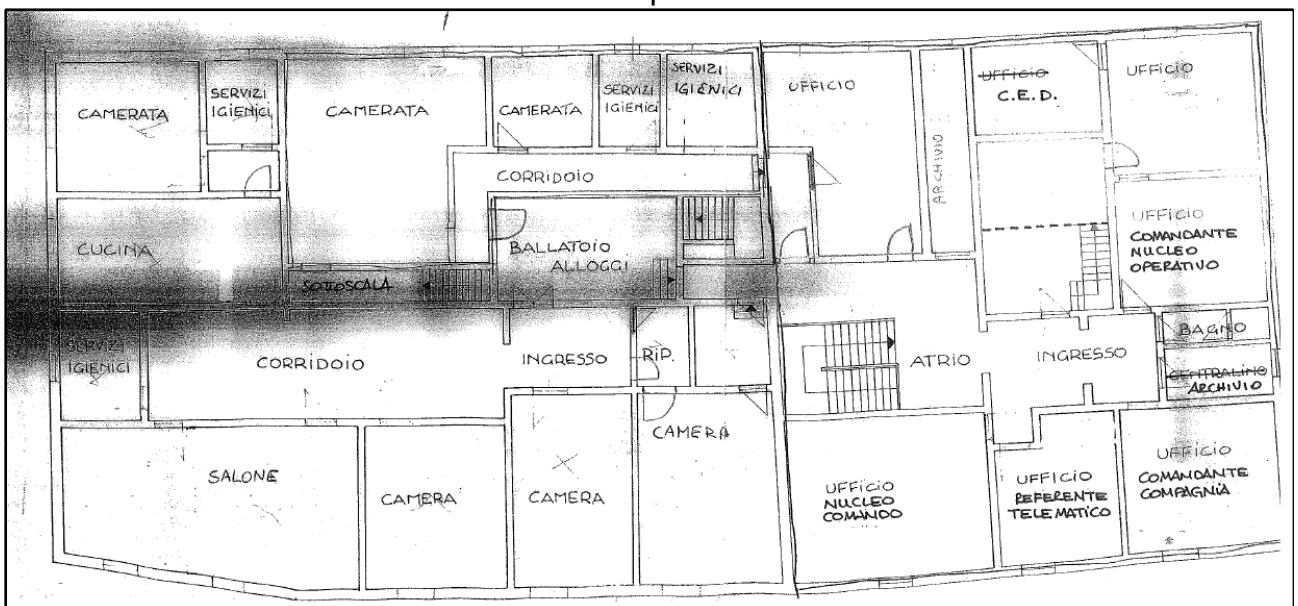 CAMERATA
SERVIZI
IGIENICI
CAMERATA
CAMERATA
SERVIZI
IGIENICI
SERVIZI
IGIENICI
UFFICIO
ARCHIVIO
UFFICIO
C.E.D.
UFFICIO
CORRIDOIO
CUCINA
BALLATOIO
ALLOGGI
SOTTOSCALA
UFFICIO
COMANDANTE
NUCLEO
OPERATIVO
SERVIZI
IGIENICI
CORRIDOIO
INGRESSO
RIP.
ATRIO
INGRESSO
BAGNO
CENTRALINO
ARCHIVIO
SALONE
CAMERA
CAMERA
CAMERA
UFFICIO
NUCLEO
COMANDO
UFFICIO
REFERENTE
TELEMATICO
UFFICIO
COMANDANTE
COMPAGNIA